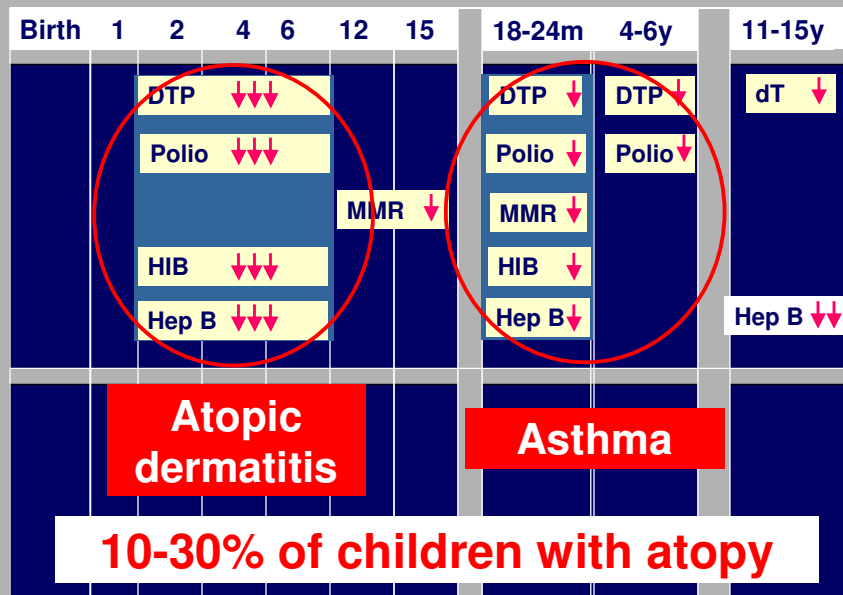 Birth 1 2 4 6 12 15 18-24m 4-6y 11-15y
DTP ↓↓↓ DTP ↓ DTP ↓ dT ↓
Polio ↓↓↓ Polio ↓ Polio ↓
MMR ↓ MMR ↓
HIB ↓↓↓ HIB ↓
Hep B ↓↓↓ Hep B ↓ Hep B ↓↓
Atopic
dermatitis
Asthma
10-30% of children with atopy